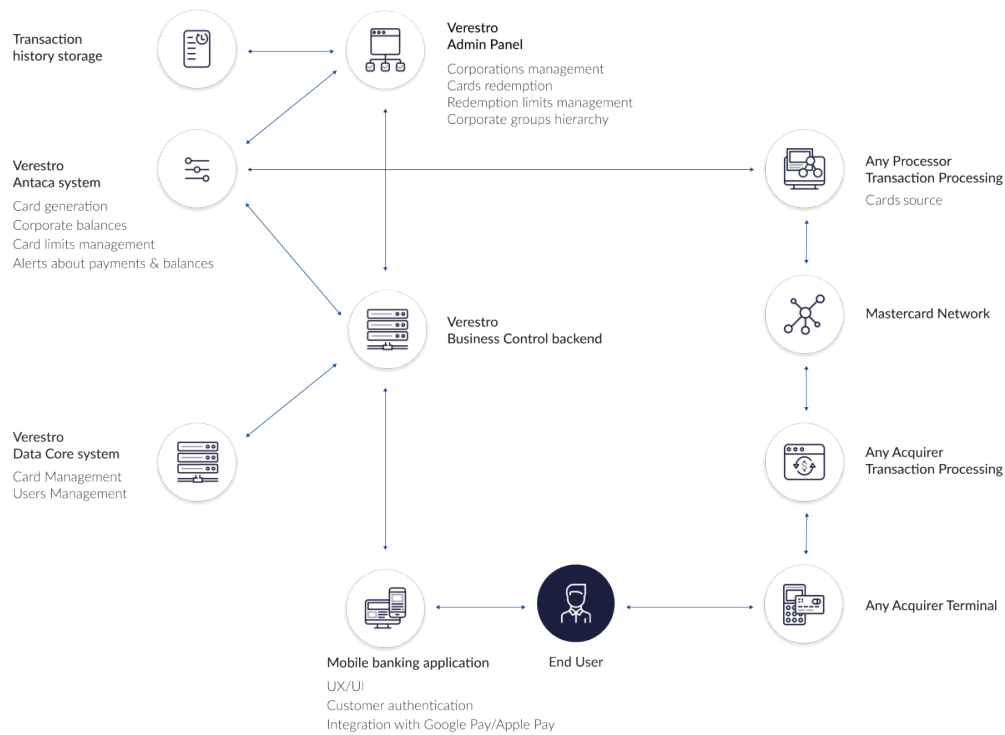 Transaction
history storage
Verestro
Admin Panel
Corporations management
Cards redemption
Redemption limits management
Corporate groups hierarchy
Verestro
Antaca system
Card generation
Corporate balances
Card limits management
Alerts about payments & balances
Any Processor
Transaction Processing
Cards source
Verestro
Business Control backend
Mastercard Network
Verestro
Data Core system
Card Management
Users Management
Any Acquirer
Transaction Processing
Mobile banking application
UX/UI
Customer authentication
Integration with Google Pay/Apple Pay
End User
Any Acquirer Terminal